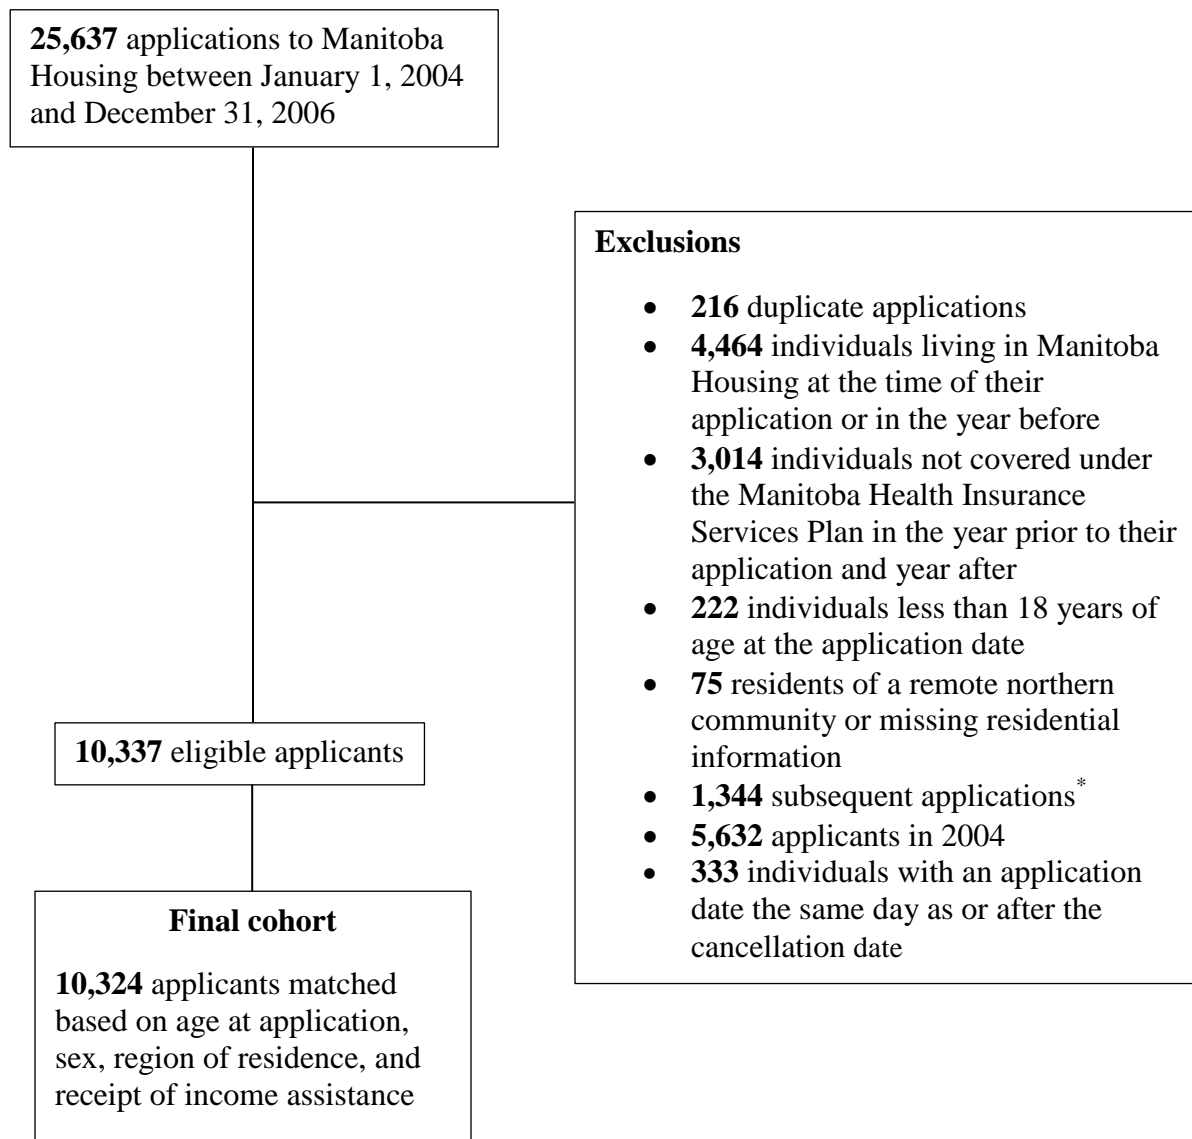 25,637 applications to Manitoba
Housing between January 1, 2004
and December 31, 2006
Exclusions
• 216 duplicate applications
• 4,464 individuals living in Manitoba
Housing at the time of their
application or in the year before
• 3,014 individuals not covered under
the Manitoba Health Insurance
Services Plan in the year prior to their
application and year after
• 222 individuals less than 18 years of
age at the application date
• 75 residents of a remote northern
community or missing residential
information
• 1,344 subsequent applications*
• 5,632 applicants in 2004
• 333 individuals with an application
date the same day as or after the
cancellation date
10,337 eligible applicants
Final cohort
10,324 applicants matched
based on age at application,
sex, region of residence, and
receipt of income assistance